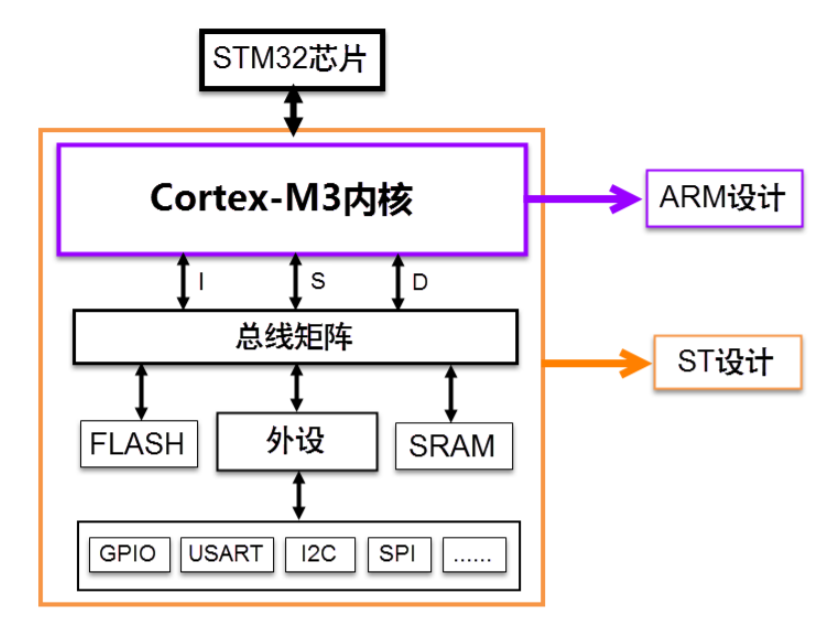 STM32芯片
Cortex-M3内核
ARM设计
I
S
D
总线矩阵
ST设计
FLASH
外设
SRAM
GPIO
USART
I2C
SPI
......